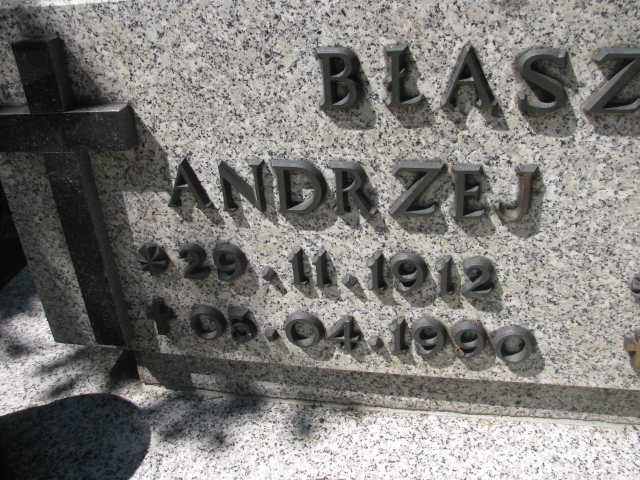 BŁASZ
ANDRZEJ
* 29.11.1912
† 05.04.1990